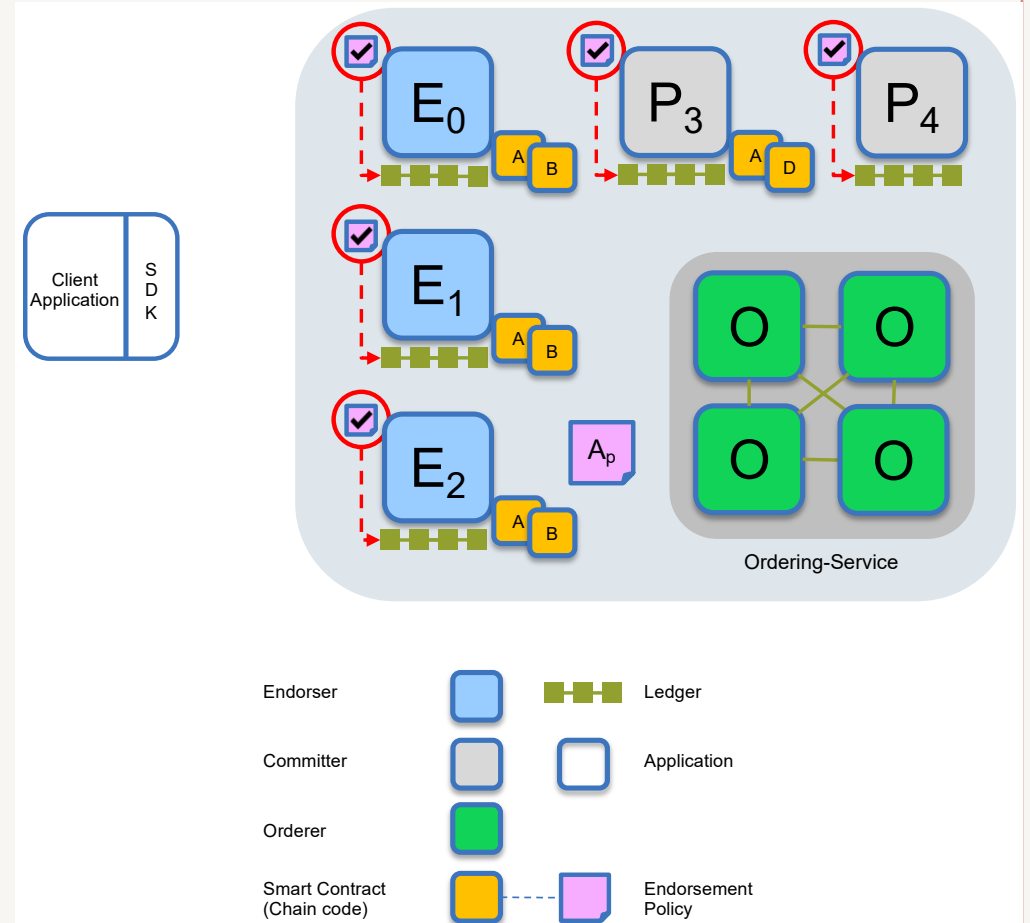 E0
A
B
P3
A
D
P4
Client
Application
S
D
K
E1
A
B
E2
A
B
Ap
O
O
O
O
Ordering-Service
Endorser
Ledger
Committer
Application
Orderer
Smart Contract
(Chain code)
Endorsement
Policy